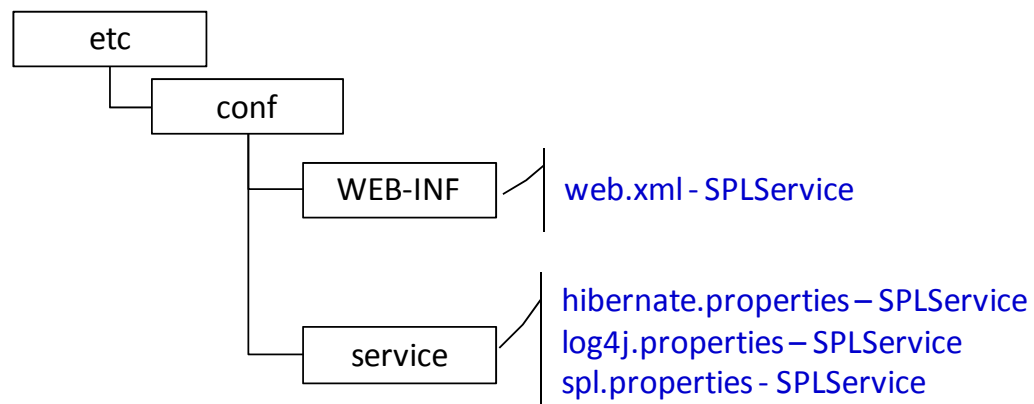 etc
conf
WEB-INF
web.xml - SPLService
hibernate.properties – SPLService
log4j.properties – SPLService
service
spl.properties - SPLService